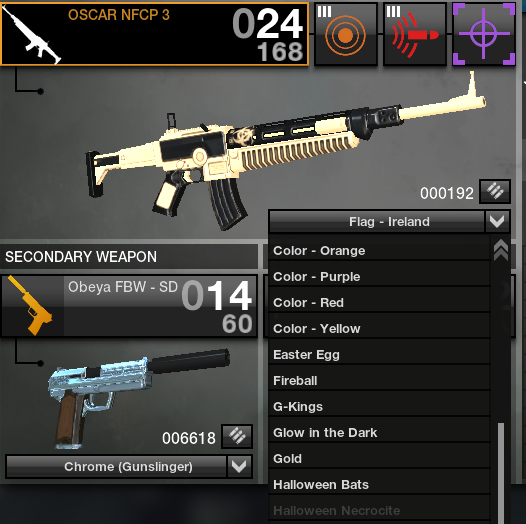 OSCAR NFCP 3
024
168
000192
Flag - Ireland
SECONDARY WEAPON
Obeya FBW - SD
014
60
006618
Chrome (Gunslinger)
Color - Orange
Color - Purple
Color - Red
Color - Yellow
Easter Egg
Fireball
G-Kings
Glow in the Dark
Gold
Halloween Bats
Halloween Necrocite